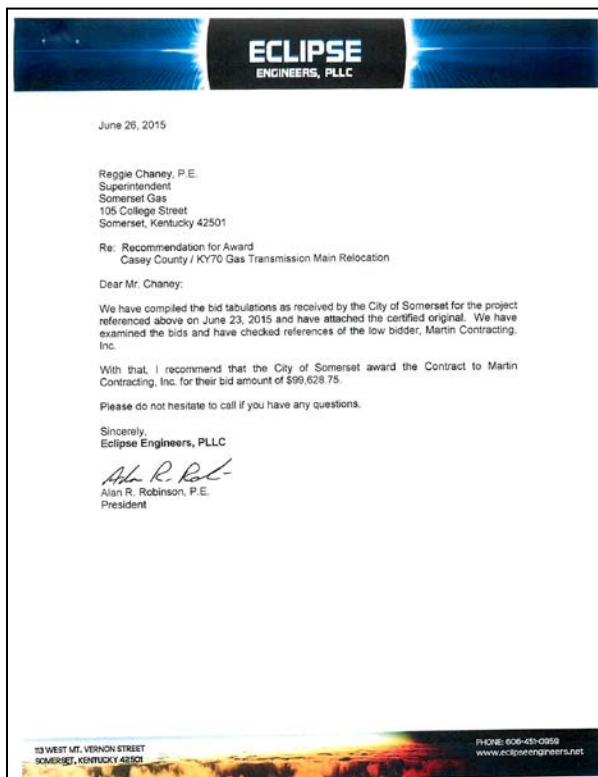 ECLIPSE
ENGINEERS, PLLC
June 26, 2015
Reggie Chaney, P.E.
Superintendent
Somerset Gas
105 College Street
Somerset, Kentucky 42501
Re: Recommendation for Award
Casey County / KY70 Gas Transmission Main Relocation
Dear Mr. Chaney:
We have compiled the bid tabulations as received by the City of Somerset for the project
referenced above on June 23, 2015 and have attached the certified original. We have
examined the bids and have checked references of the low bidder, Martin Contracting,
Inc.
With that, I recommend that the City of Somerset award the Contract to Martin
Contracting, Inc. for their bid amount of $99,628.75.
Please do not hesitate to call if you have any questions.
Sincerely,
Eclipse Engineers, PLLC
Alan R. Robinson, P.E.
President
113 WEST MT. VERNON STREET
SOMERSET, KENTUCKY 42501
PHONE: 606-451-0959
www.eclipseengineers.net